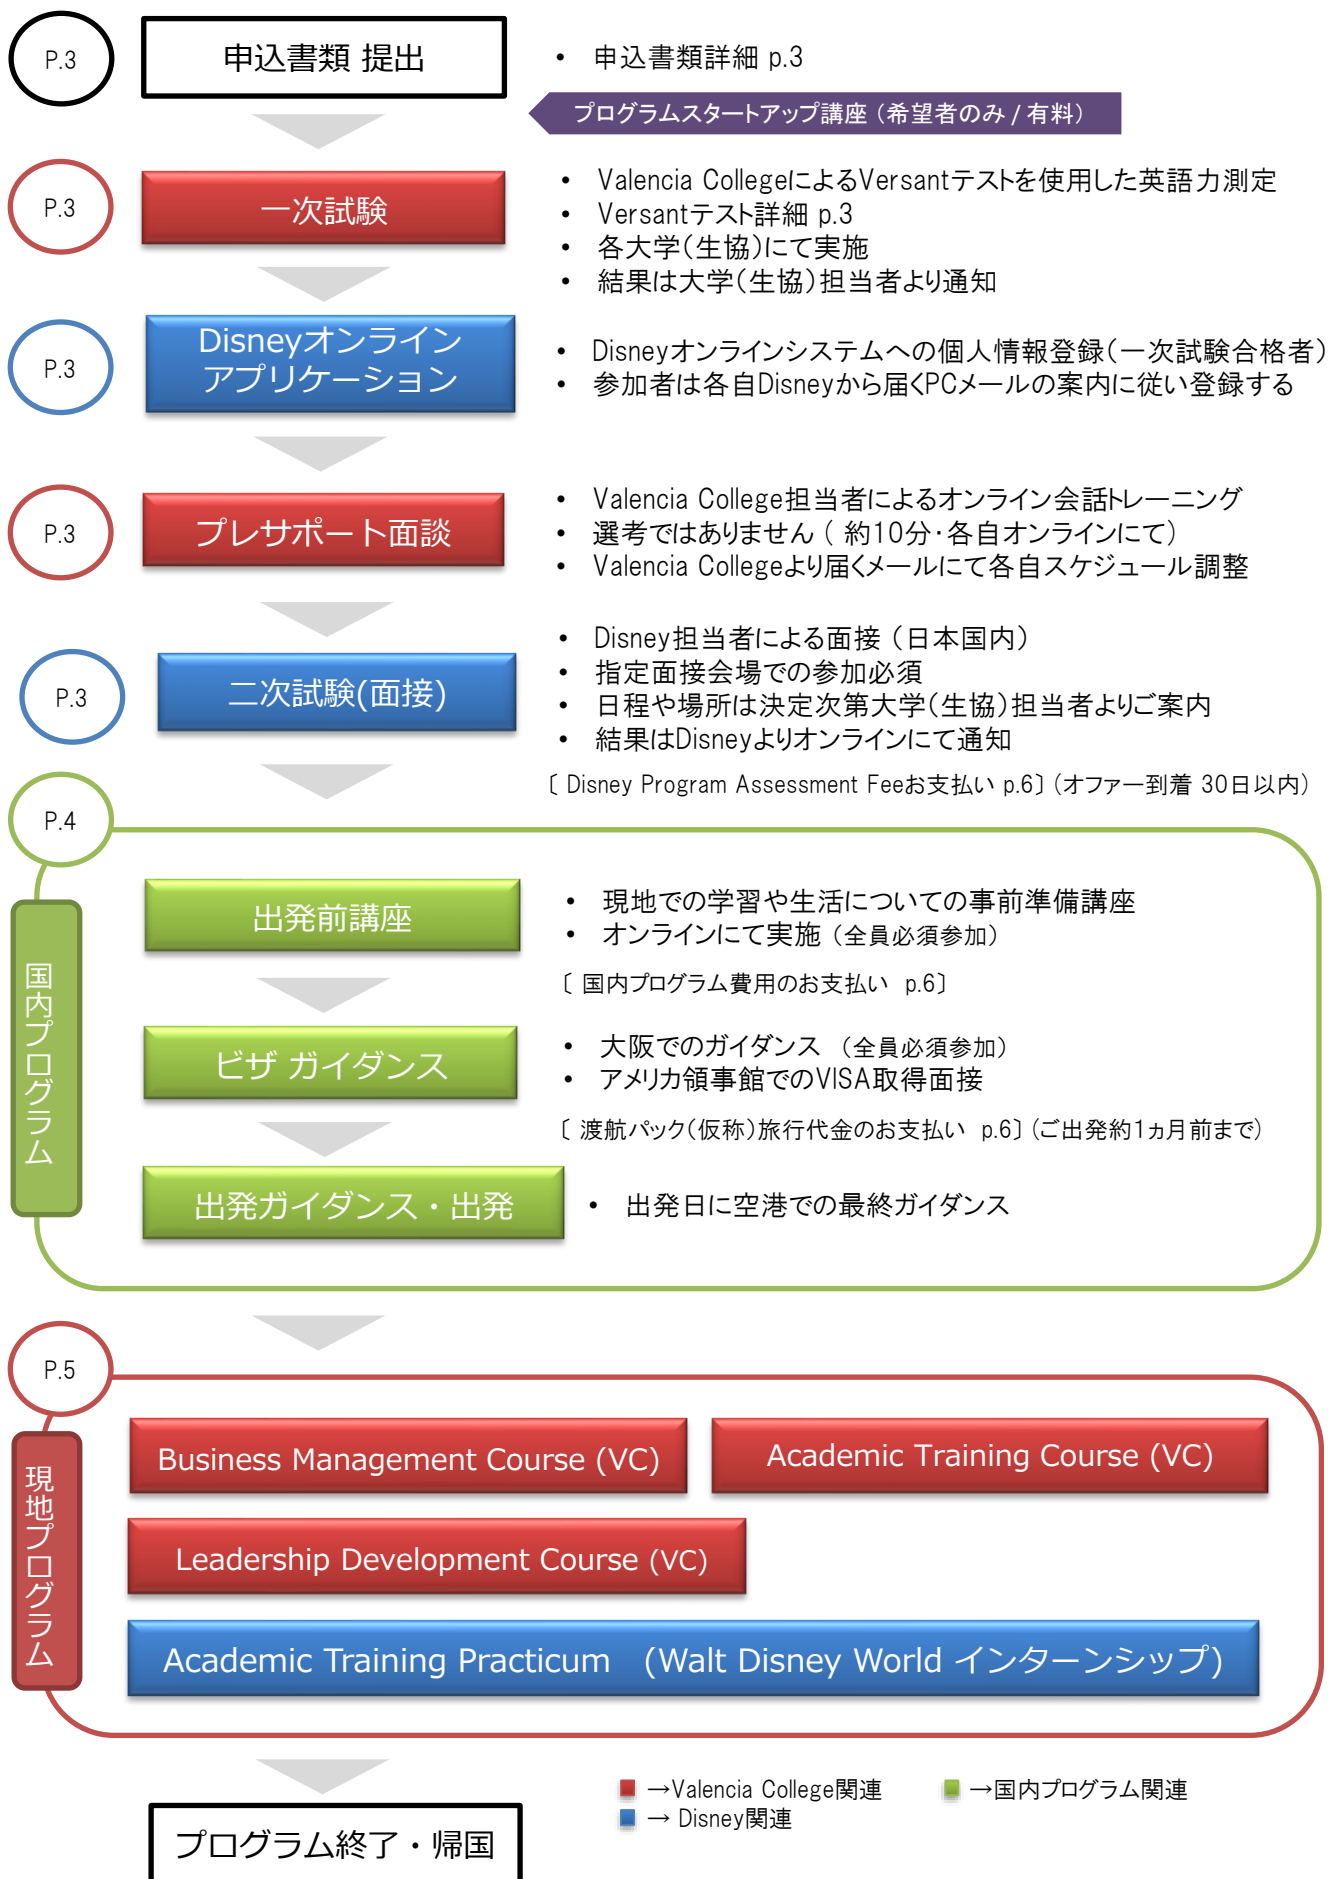 P.3
申込書類 提出
• 申込書類詳細 p.3
プログラムスタートアップ講座（希望者のみ / 有料）
P.3
一次試験
• Valencia CollegeによるVersantテストを使用した英語力測定
• Versantテスト詳細 p.3
• 各大学（生協）にて実施
• 結果は大学（生協）担当者より通知
P.3
Disneyオンライン
アプリケーション
• Disneyオンラインシステムへの個人情報登録（一次試験合格者）
• 参加者は各自Disneyから届くPCメールの案内に従い登録する
P.3
プレサポート面談
• Valencia College担当者によるオンライン会話トレーニング
• 選考ではありません（ 約10分・各自オンラインにて）
• Valencia Collegeより届くメールにて各自スケジュール調整
P.3
二次試験(面接)
• Disney担当者による面接（日本国内）
• 指定面接会場での参加必須
• 日程や場所は決定次第大学（生協）担当者よりご案内
• 結果はDisneyよりオンラインにて通知
〔 Disney Program Assessment Feeお支払い p.6〕（オファー到着 30日以内）
P.4
国内プログラム
出発前講座
• 現地での学習や生活についての事前準備講座
• オンラインにて実施（全員必須参加）
〔 国内プログラム費用のお支払い p.6〕
ビザ ガイダンス
• 大阪でのガイダンス （全員必須参加）
• アメリカ領事館でのVISA取得面接
〔 渡航パック（仮称）旅行代金のお支払い p.6〕（ご出発約1ヵ月前まで）
出発ガイダンス・出発
• 出発日に空港での最終ガイダンス
P.5
現地プログラム
Business Management Course (VC)
Academic Training Course (VC)
Leadership Development Course (VC)
Academic Training Practicum （Walt Disney World インターンシップ）
プログラム終了・帰国
→Valencia College関連
→国内プログラム関連
→ Disney関連